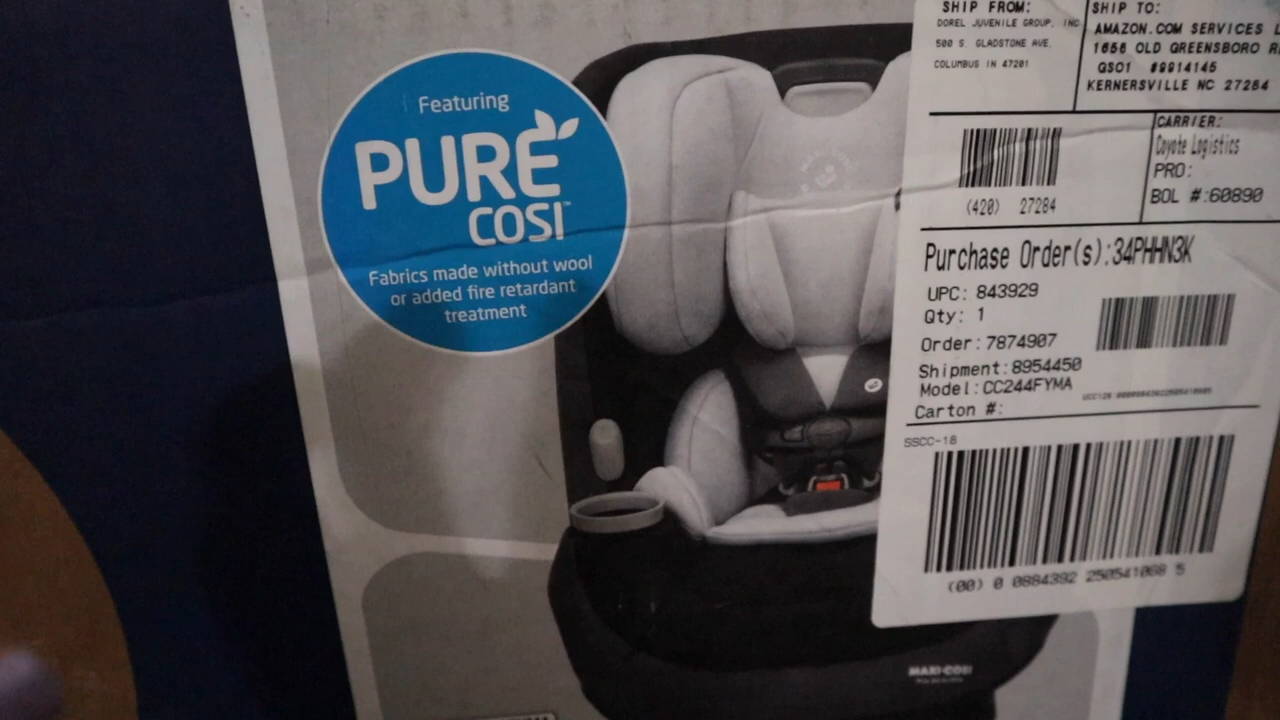 Featuring
PURE
COSI™
Fabrics made without wool
or added fire retardant
treatment
SHIP FROM:
DOREL JUVENILE GROUP, INC
500 S. GLADSTONE AVE.
COLUMBUS IN 47201
SHIP TO:
AMAZON.COM SERVICES
1656 OLD GREENSBORO
GSO1 #9914145
KERNERSVILLE NC 27284
(420) 27284
CARRIER:
Coyote Logistics
PRO:
BOL #:60890
Purchase Order(s):34PHHN3K
UPC: 843929
Qty: 1
Order:7874907
Shipment:8954450
Model:CC244FYMA
Carton #:
SSCC-18
(00) 0 0884392 250541068 5
MAXI-COSI